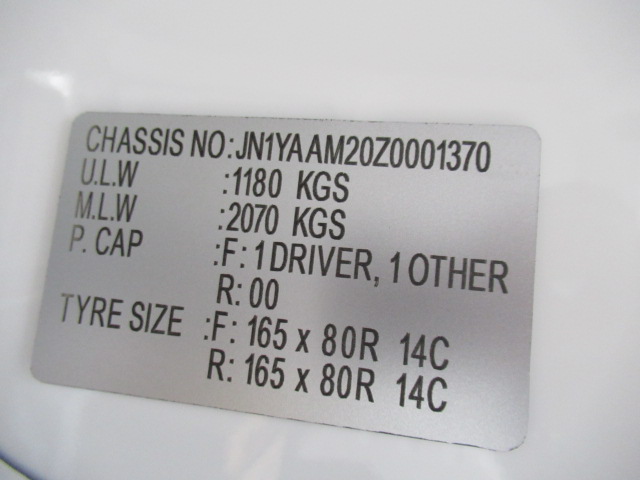 CHASSIS NO: JN1YAAM20Z0001370
U.L.W :1180 KGS
M.L.W :2070 KGS
P. CAP :F: 1 DRIVER, 1 OTHER
R: 00
TYRE SIZE :F: 165 x 80R 14C
R: 165 x 80R 14C